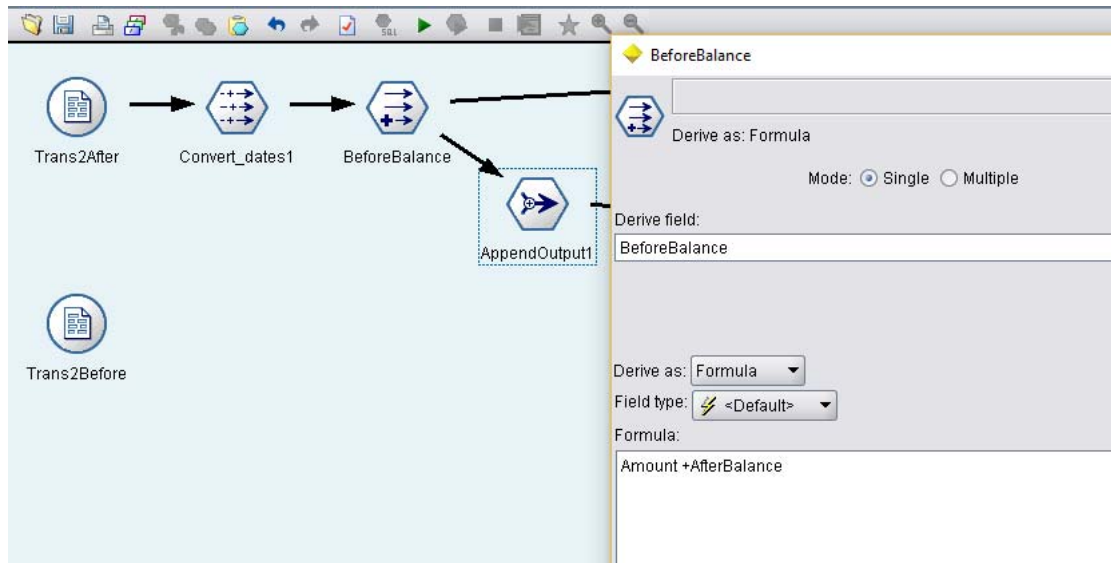 SQL
BeforeBalance
Derive as: Formula
Mode: Single Multiple
Derive field:
BeforeBalance
Derive as: Formula
Field type: <Default>
Formula:
Amount +AfterBalance
Trans2After
Convert_dates1
BeforeBalance
AppendOutput1
Trans2Before